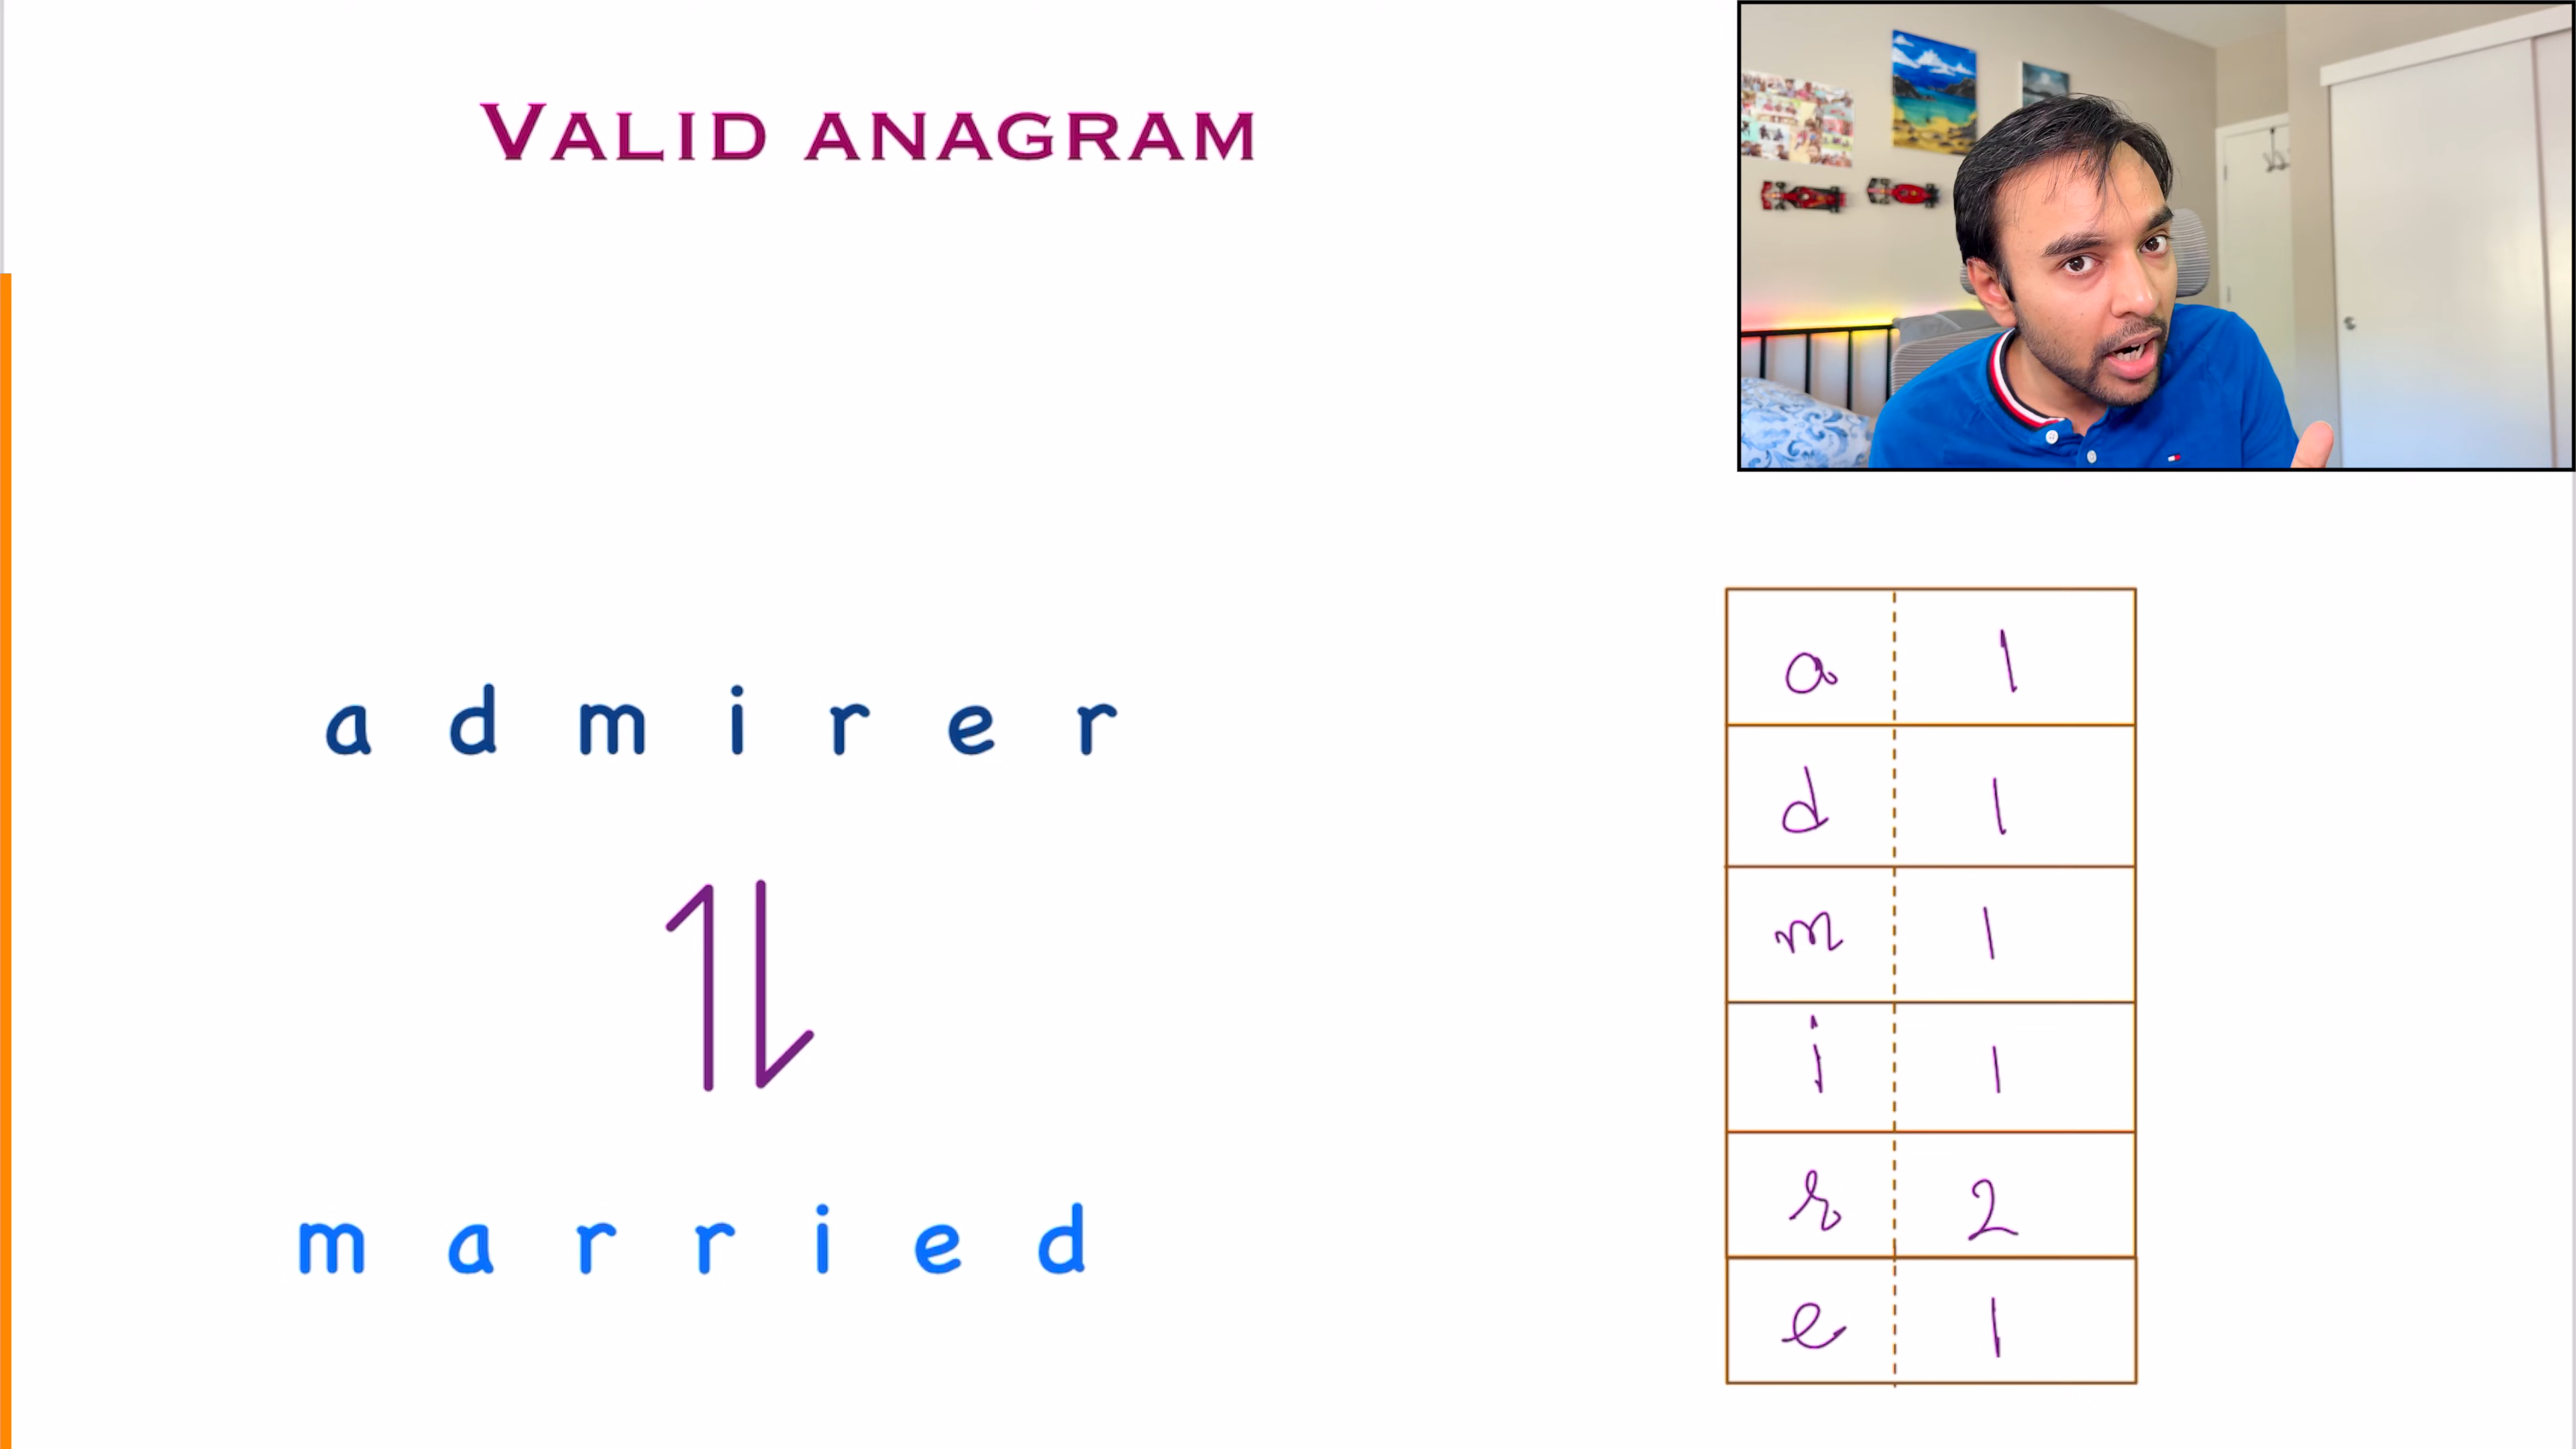 VALID ANAGRAM
a d m i r e r
m a r r i e d
a 1
d 1
m 1
i 1
r 2
e 1